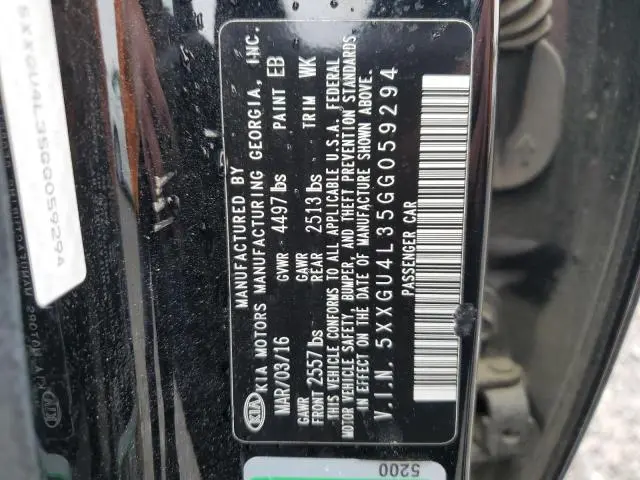 MANUFACTURED BY
KIA KIA MOTORS MANUFACTURING GEORGIA, INC.
MAR/03/16 GVWR 4497 lbs PAINT EB
GAWR FRONT 2557 lbs GAWR REAR 2513 lbs TRIM WK
THIS VEHICLE CONFORMS TO ALL APPLICABLE U.S.A. FEDERAL
MOTOR VEHICLE SAFETY, BUMPER, AND THEFT PREVENTION STANDARDS
IN EFFECT ON THE DATE OF MANUFACTURE SHOWN ABOVE.
V.I.N. 5XXGU4L35GG059294
PASSENGER CAR
5XXGU4L35GG059294
KIA
5200